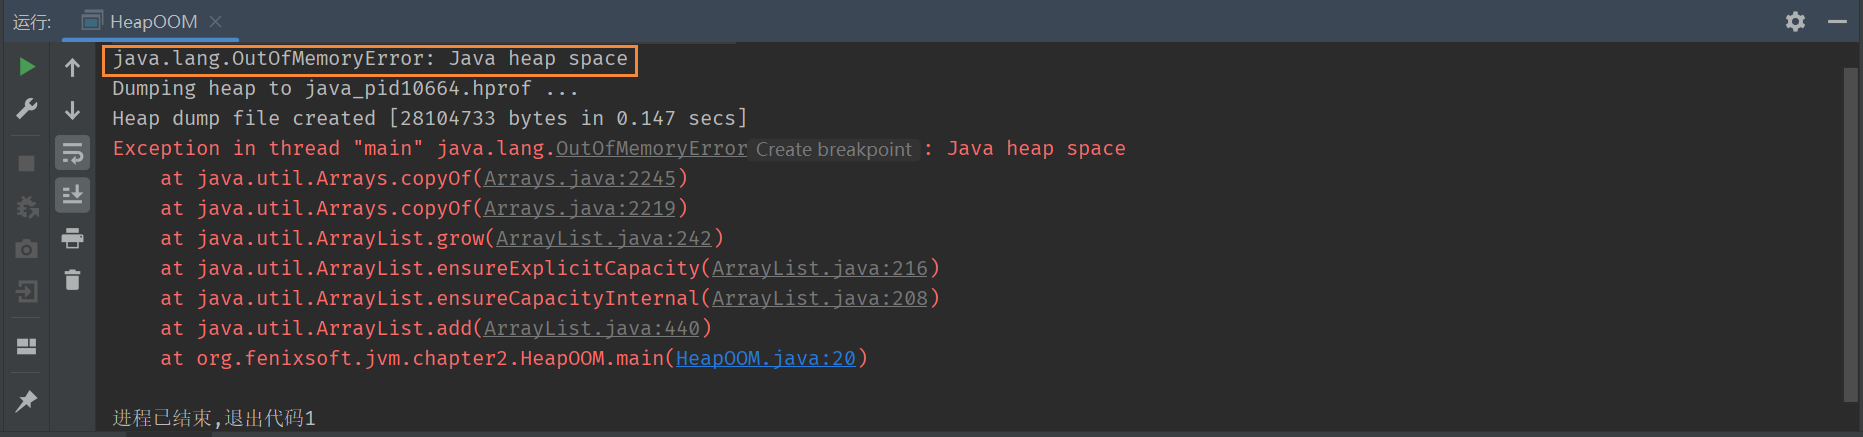 运行: HeapOOM
java.lang.OutOfMemoryError: Java heap space
Dumping heap to java_pid10664.hprof ...
Heap dump file created [28104733 bytes in 0.147 secs]
Exception in thread "main" java.lang.OutOfMemoryError Create breakpoint : Java heap space
at java.util.Arrays.copyOf(Arrays.java:2245)
at java.util.Arrays.copyOf(Arrays.java:2219)
at java.util.ArrayList.grow(ArrayList.java:242)
at java.util.ArrayList.ensureExplicitCapacity(ArrayList.java:216)
at java.util.ArrayList.ensureCapacityInternal(ArrayList.java:208)
at java.util.ArrayList.add(ArrayList.java:440)
at org.fenixsoft.jvm.chapter2.HeapOOM.main(HeapOOM.java:20)
进程已结束,退出代码1